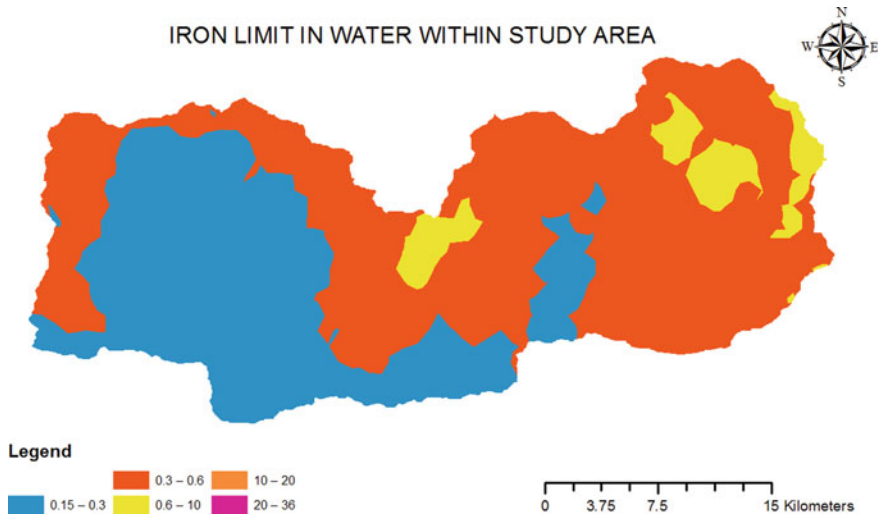 IRON LIMIT IN WATER WITHIN STUDY AREA
N
W E
S
Legend
0.3 – 0.6 10 – 20
0.15 – 0.3 0.6 – 10 20 – 36
0 3.75 7.5 15 Kilometers